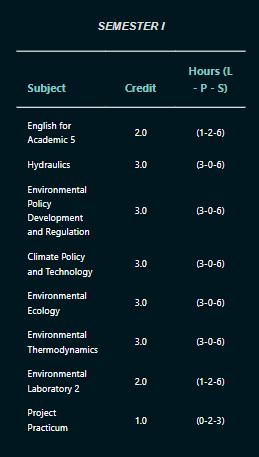 SEMESTER I
Subject Credit Hours (L - P - S)
English for Academic 5 2.0 (1-2-6)
Hydraulics 3.0 (3-0-6)
Environmental Policy Development and Regulation 3.0 (3-0-6)
Climate Policy and Technology 3.0 (3-0-6)
Environmental Ecology 3.0 (3-0-6)
Environmental Thermodynamics 3.0 (3-0-6)
Environmental Laboratory 2 2.0 (1-2-6)
Project Practicum 1.0 (0-2-3)